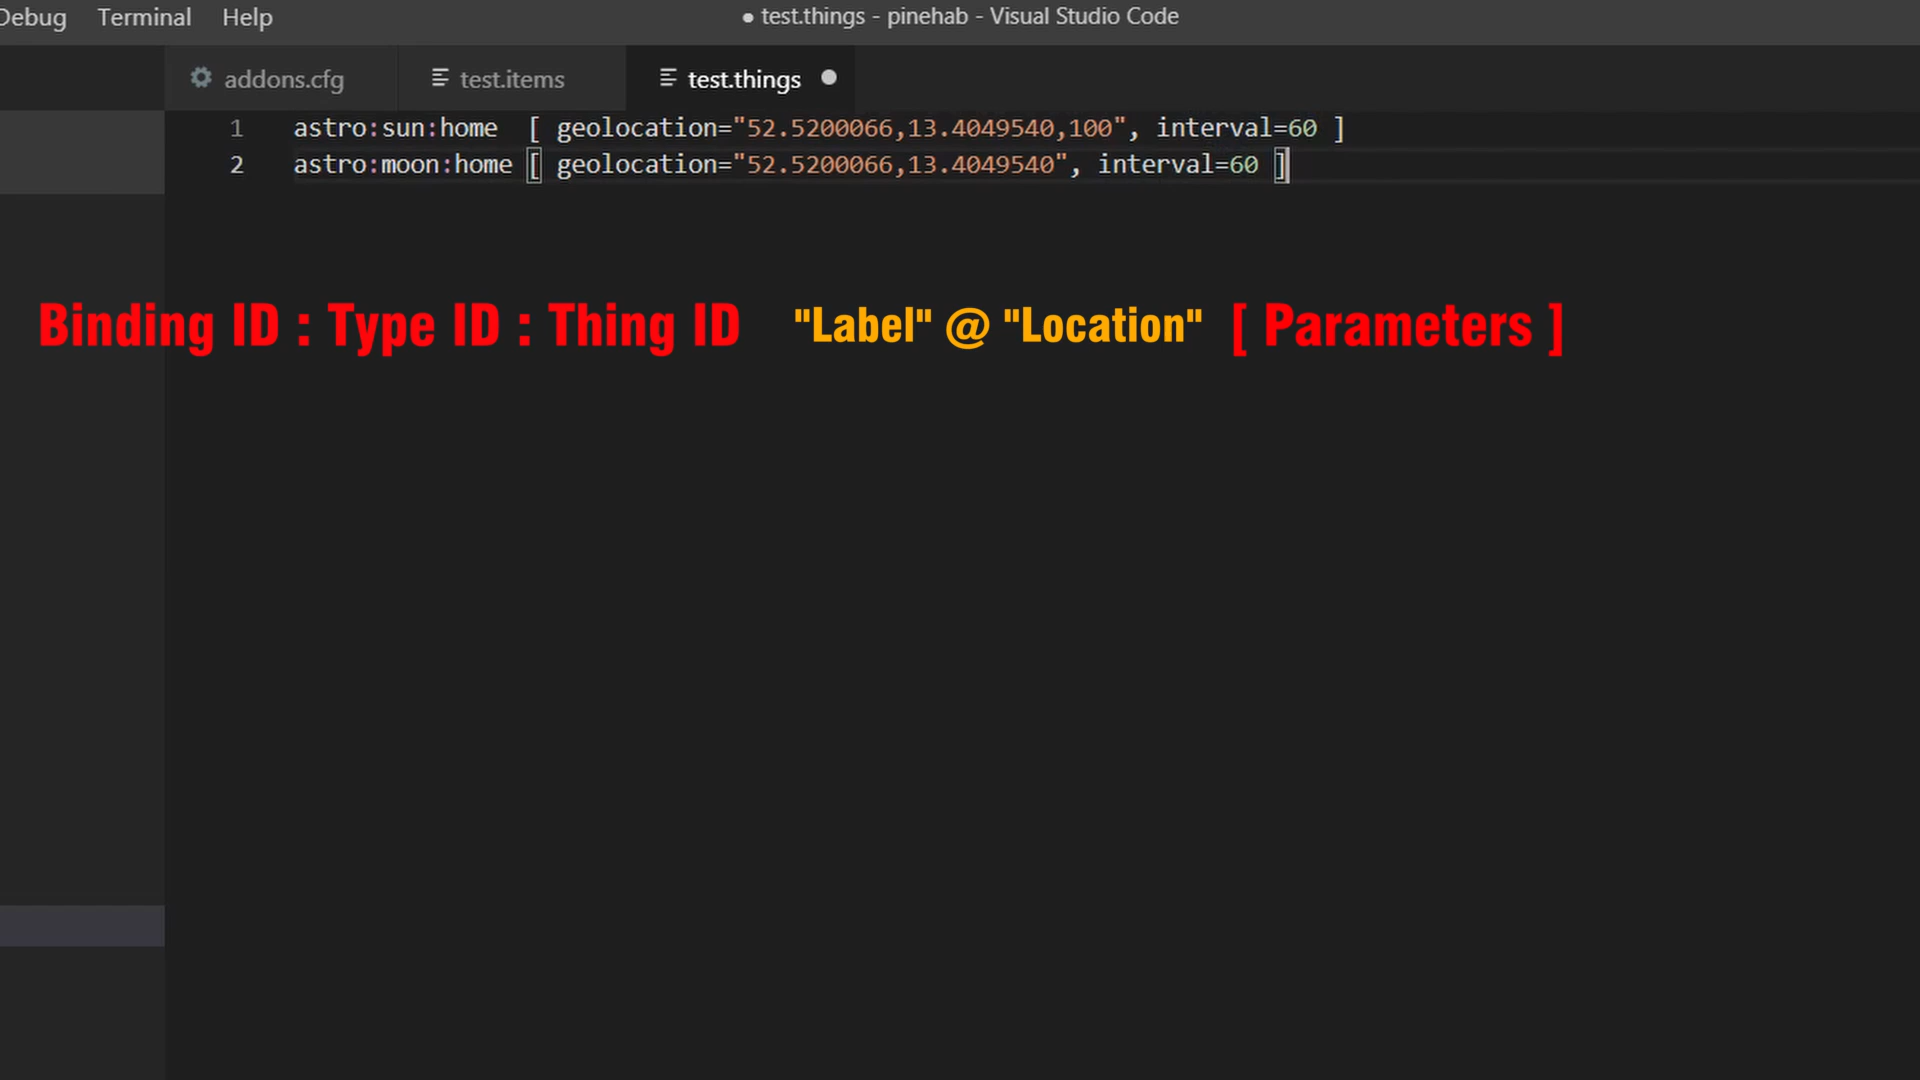 Debug Terminal Help
● test.things - pinehab - Visual Studio Code
addons.cfg test.items test.things
1 astro:sun:home [ geolocation="52.5200066,13.4049540,100", interval=60 ]
2 astro:moon:home [ geolocation="52.5200066,13.4049540", interval=60 ]
Binding ID : Type ID : Thing ID "Label" @ "Location" [ Parameters ]